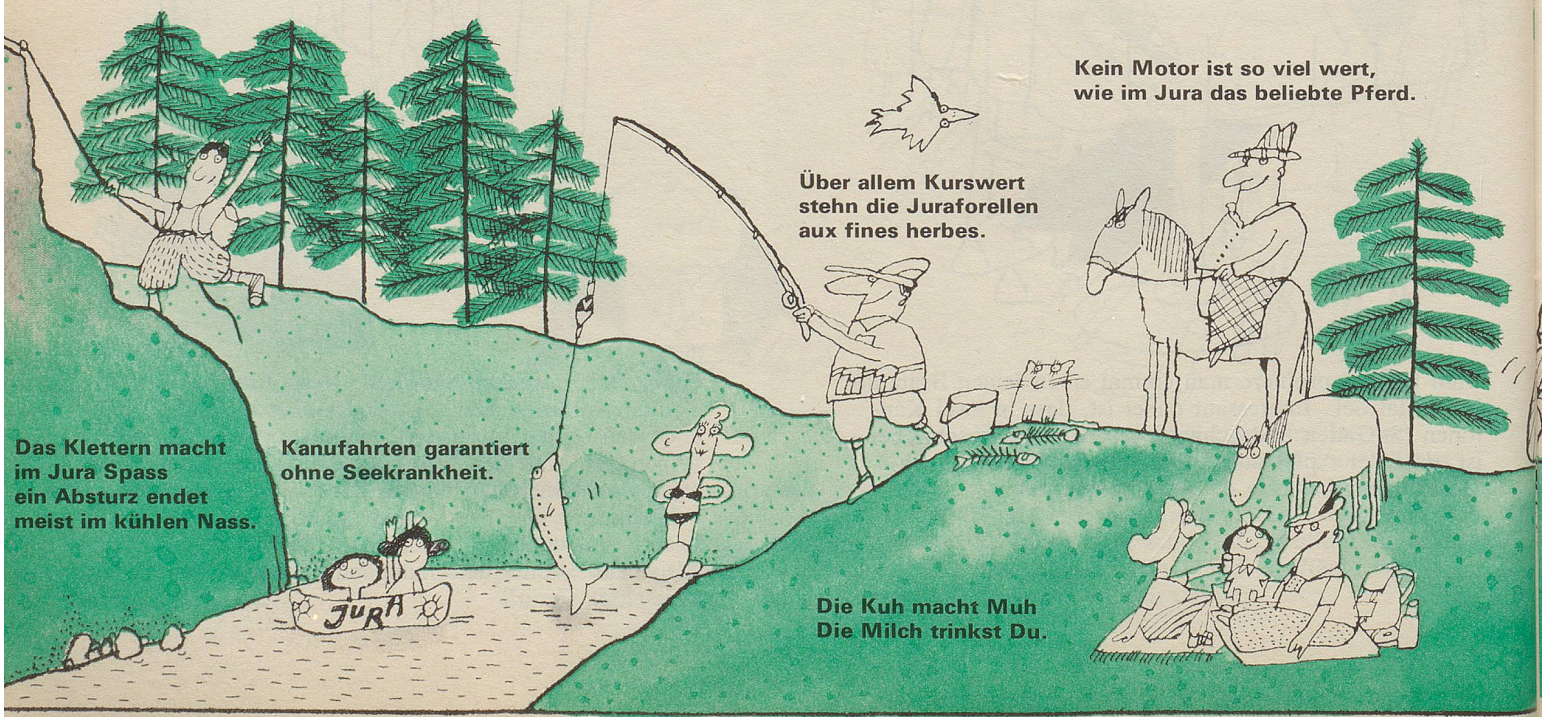 Kein Motor ist so viel wert,
wie im Jura das beliebte Pferd.
Über allem Kurswert
stehn die Juraforellen
aux fines herbes.
Das Klettern macht
im Jura Spass
ein Absturz endet
meist im kühlen Nass.
Kanufahrten garantiert
ohne Seekrankheit.
JURA
Die Kuh macht Muh
Die Milch trinkst Du.